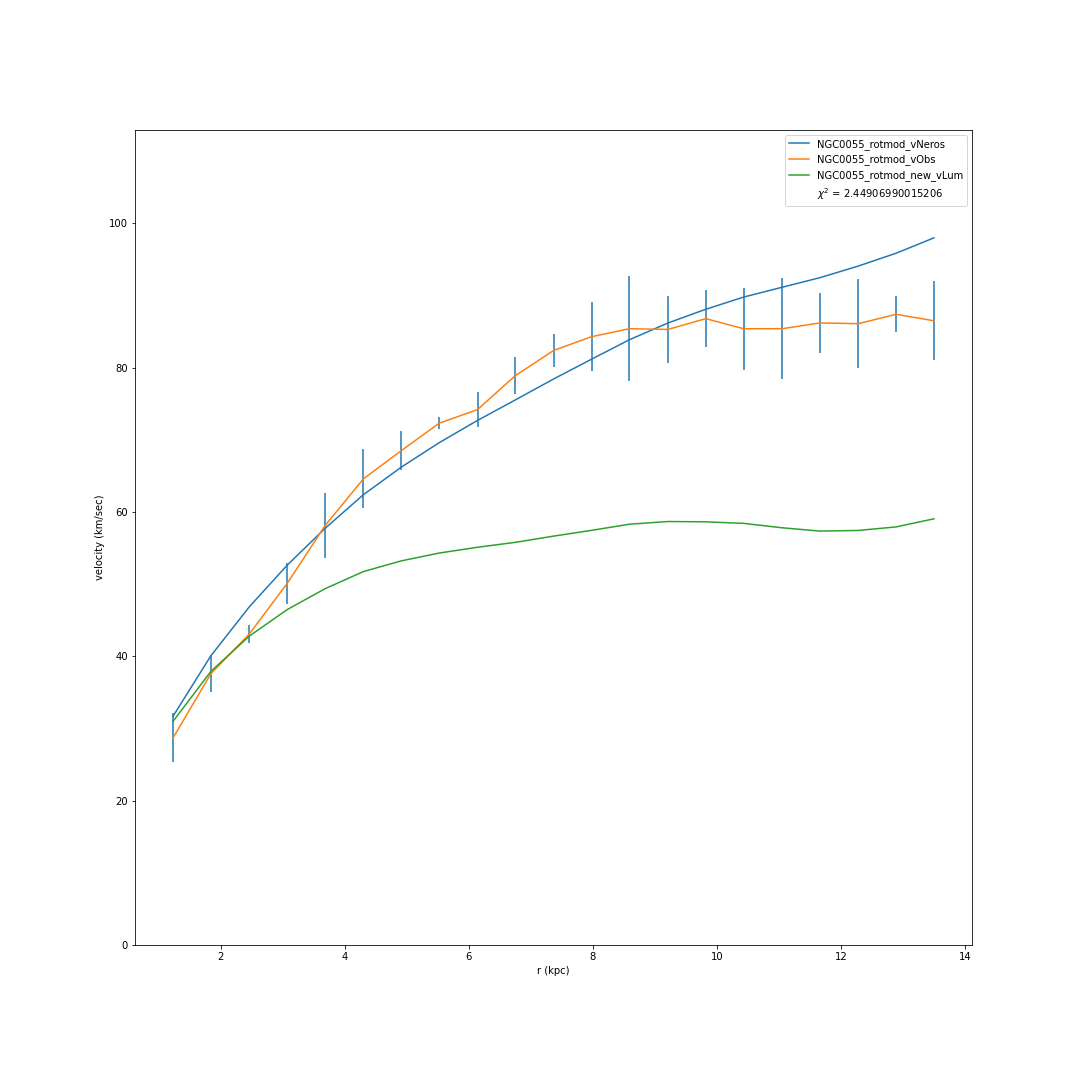 NGC0055_rotmod_vNeros
NGC0055_rotmod_vObs
NGC0055_rotmod_new_vLum
χ² = 2.44906990015206
100
80
60
40
20
0
velocity (km/sec)
2 4 6 8 10 12 14
r (kpc)